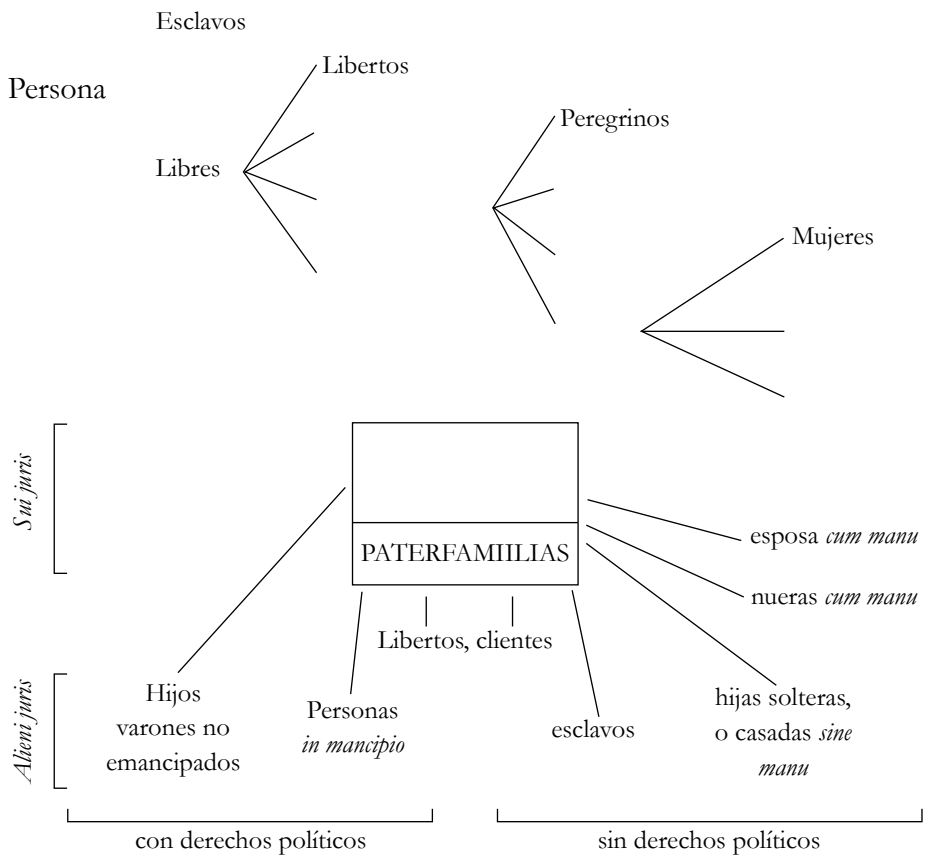 Esclavos
Libertos
Persona
Peregrinos
Libres
Mujeres
Sui juris
PATERFAMIILIAS
esposa cum manu
nueras cum manu
Libertos, clientes
Alieni juris
Hijos
varones no
emancipados
Personas
in mancipio
esclavos
hijas solteras,
o casadas sine
manu
con derechos políticos
sin derechos políticos